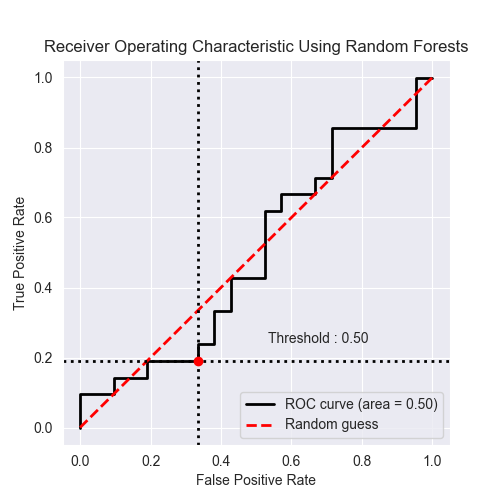 Receiver Operating Characteristic Using Random Forests
1.0
0.8
0.6
0.4
0.2
0.0
True Positive Rate
Threshold : 0.50
ROC curve (area = 0.50)
Random guess
0.0 0.2 0.4 0.6 0.8 1.0
False Positive Rate